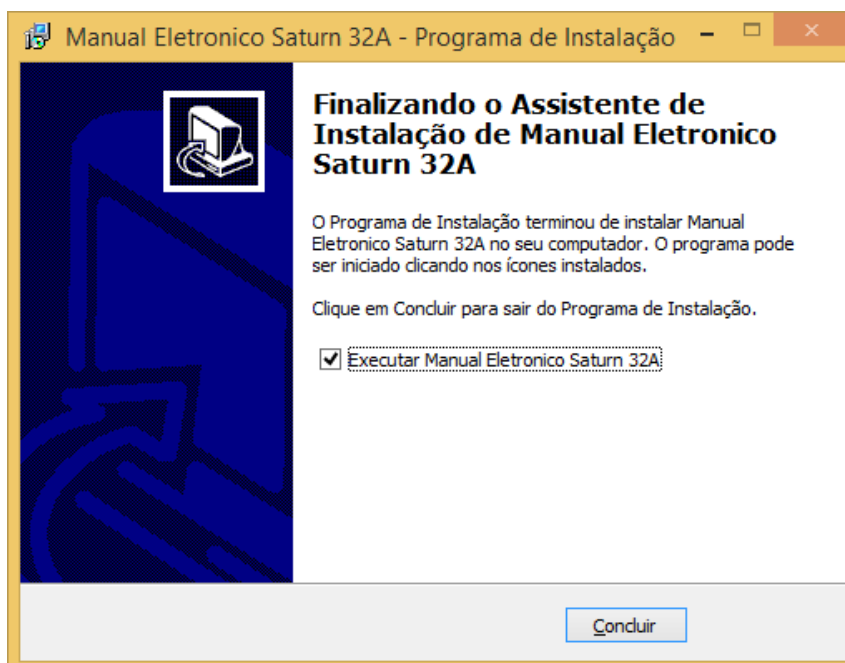 Manual Eletronico Saturn 32A - Programa de Instalação
Finalizando o Assistente de
Instalação de Manual Eletronico
Saturn 32A
O Programa de Instalação terminou de instalar Manual
Eletronico Saturn 32A no seu computador. O programa pode
ser iniciado clicando nos ícones instalados.
Clique em Concluir para sair do Programa de Instalação.
Executar Manual Eletronico Saturn 32A
Concluir